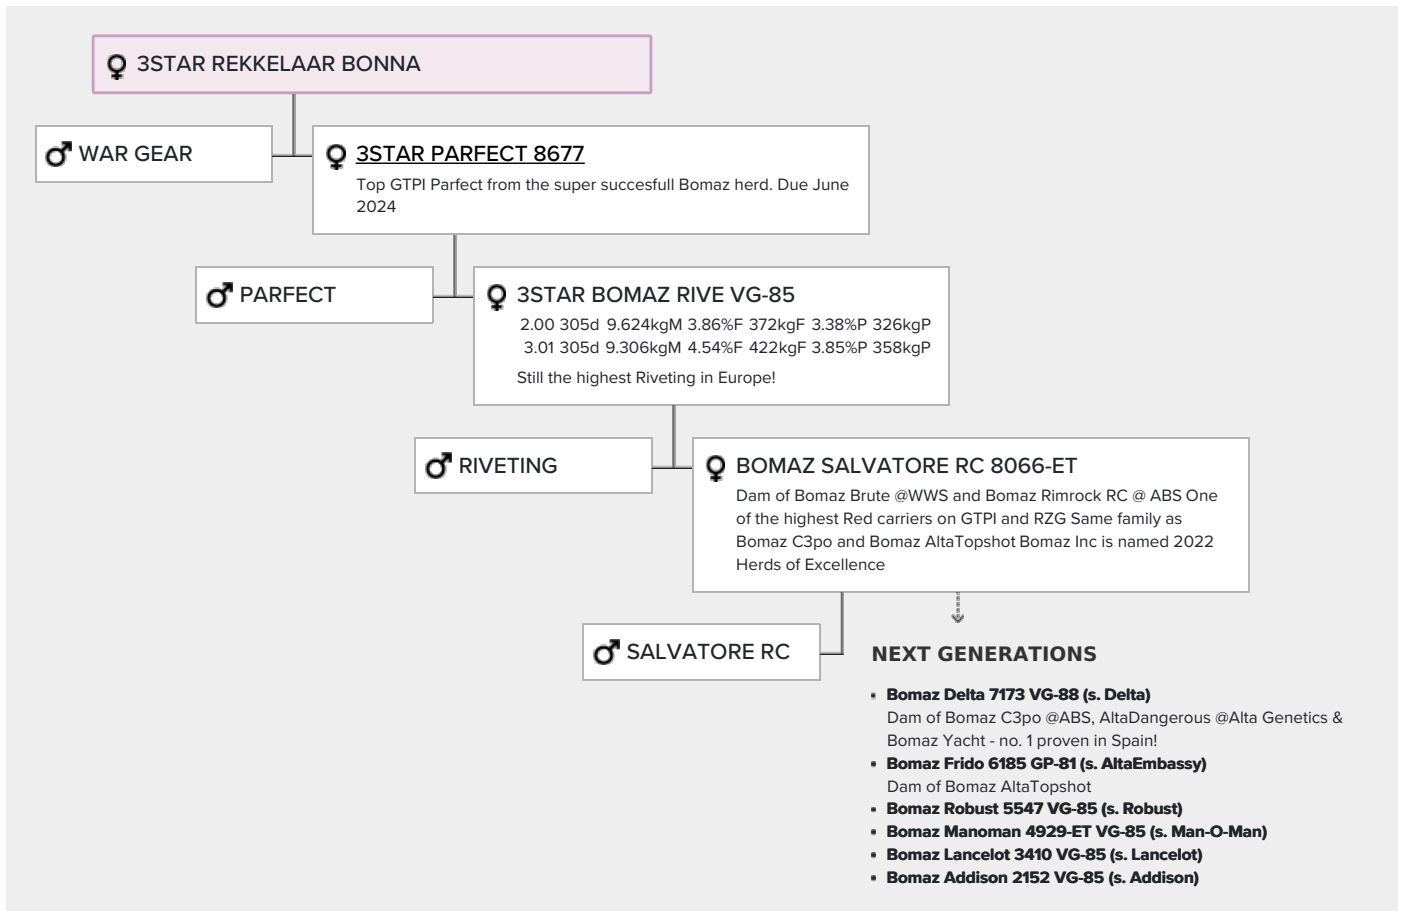 3STAR REKKELAAR BONNA
WAR GEAR
3STAR PARFECT 8677
Top GTPI Parfect from the super succesfull Bomaz herd. Due June
2024
PARFECT
3STAR BOMAZ RIVE VG-85
2.00 305d 9.624kgM 3.86%F 372kgF 3.38%P 326kgP
3.01 305d 9.306kgM 4.54%F 422kgF 3.85%P 358kgP
Still the highest Riveting in Europe!
RIVETING
BOMAZ SALVATORE RC 8066-ET
Dam of Bomaz Brute @WWS and Bomaz Rimrock RC @ ABS One
of the highest Red carriers on GTPI and RZG Same family as
Bomaz C3po and Bomaz AltaTopshot Bomaz Inc is named 2022
Herds of Excellence
SALVATORE RC
NEXT GENERATIONS
Bomaz Delta 7173 VG-88 (s. Delta)
Dam of Bomaz C3po @ABS, AltaDangerous @Alta Genetics &
Bomaz Yacht - no. 1 proven in Spain!
Bomaz Frido 6185 GP-81 (s. AltaEmbassy)
Dam of Bomaz AltaTopshot
Bomaz Robust 5547 VG-85 (s. Robust)
Bomaz Manoman 4929-ET VG-85 (s. Man-O-Man)
Bomaz Lancelot 3410 VG-85 (s. Lancelot)
Bomaz Addison 2152 VG-85 (s. Addison)